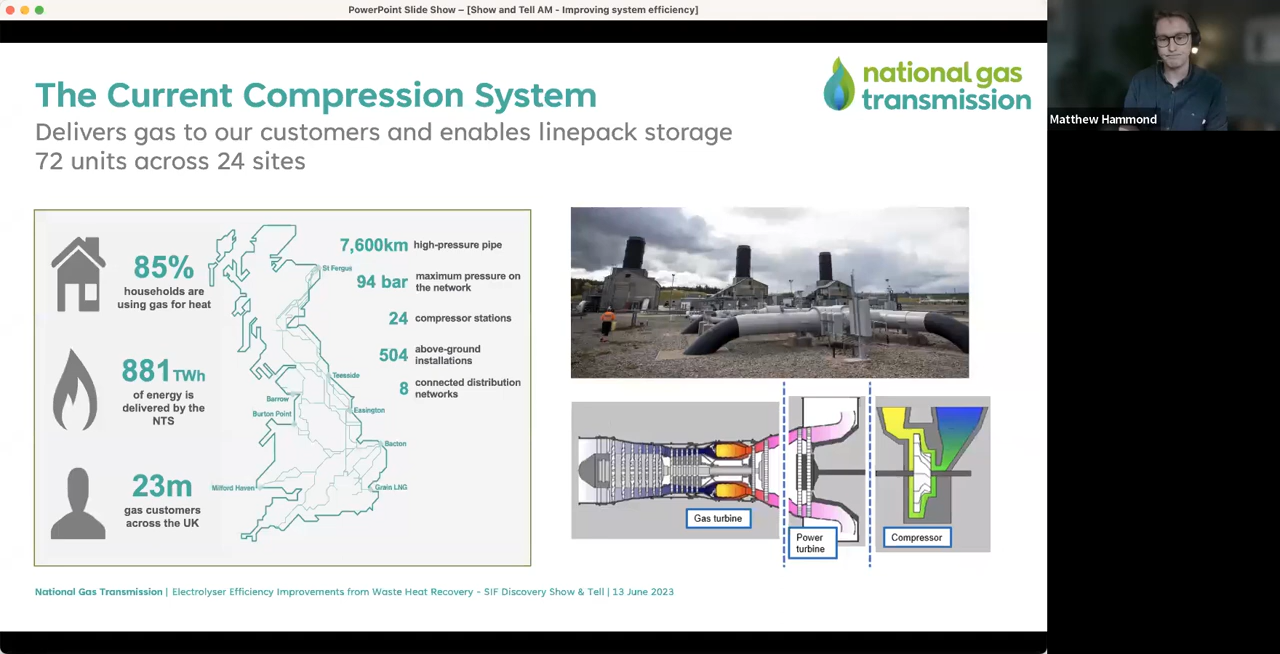 PowerPoint Slide Show – [Show and Tell AM - Improving system efficiency]
The Current Compression System
Delivers gas to our customers and enables linepack storage
72 units across 24 sites
national gas
transmission
Matthew Hammond
85%
households are
using gas for heat
881 TWh
of energy is
delivered by the
NTS
23m
gas customers
across the UK
St Fergus
Teesside
Barrow
Burton Point
Easington
Bacton
Milford Haven
Grain LNG
7,600km high-pressure pipe
94 bar maximum pressure on
the network
24 compressor stations
504 above-ground
installations
8 connected distribution
networks
Gas turbine
Power
turbine
Compressor
National Gas Transmission | Electrolyser Efficiency Improvements from Waste Heat Recovery - SIF Discovery Show & Tell | 13 June 2023